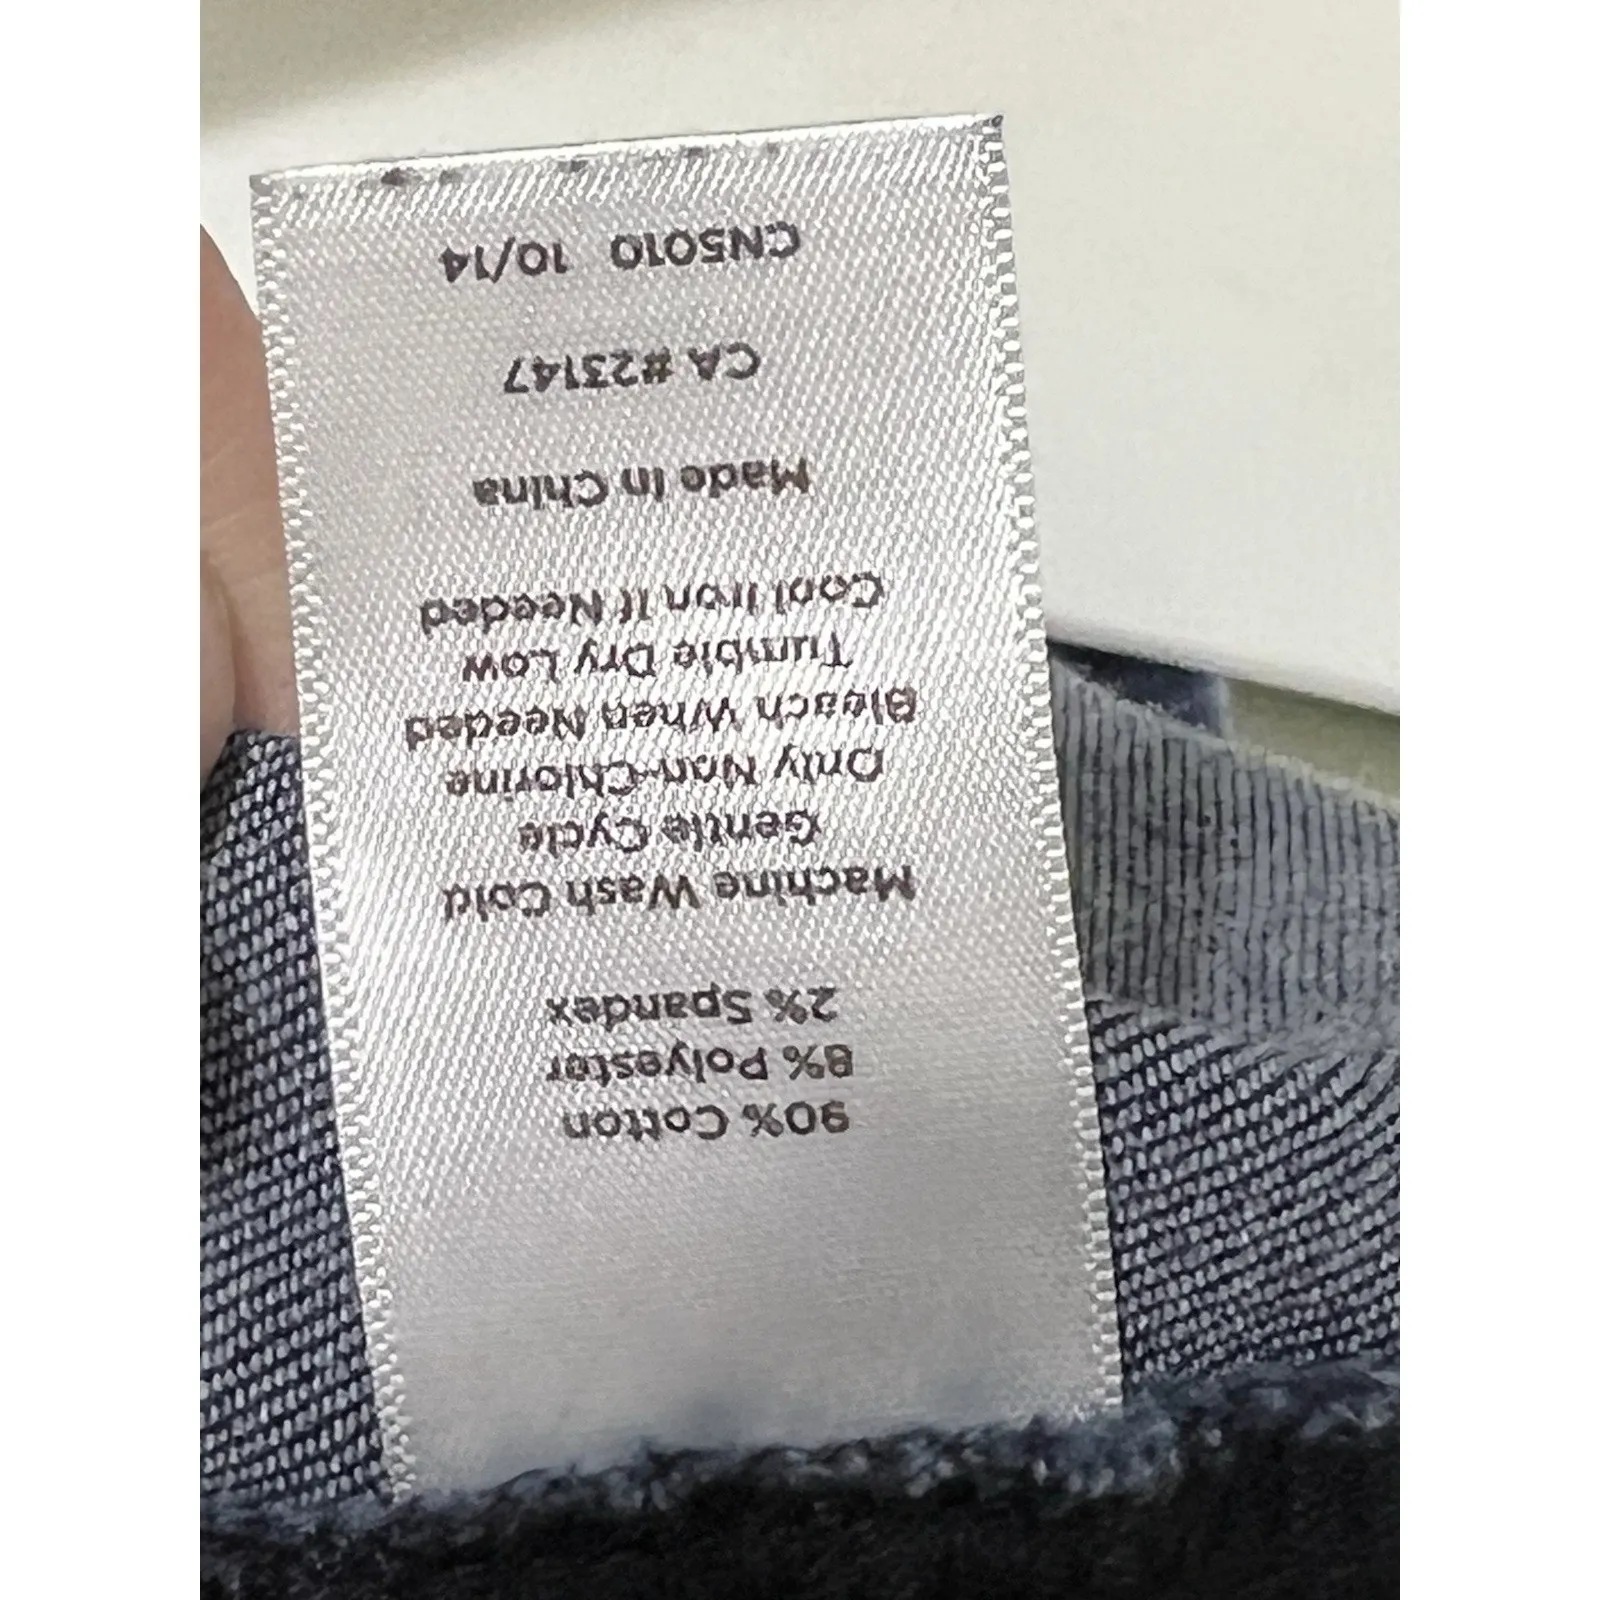 90% Cotton
8% Polyester
2% Spandex
Machine Wash Cold
Gentle Cycle
Only Non-Chlorine
Bleach When Needed
Tumble Dry Low
Cool Iron If Needed
Made in China
CA #23147
CN5010 10/14